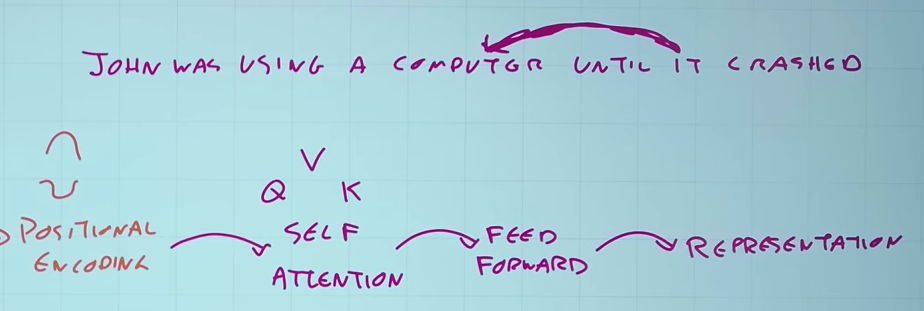 JOHN WAS USING A COMPUTER UNTIL IT CRASHED
V
Q K
POSITIONAL
ENCODING
SELF
ATTENTION
FEED
FORWARD
REPRESENTATION